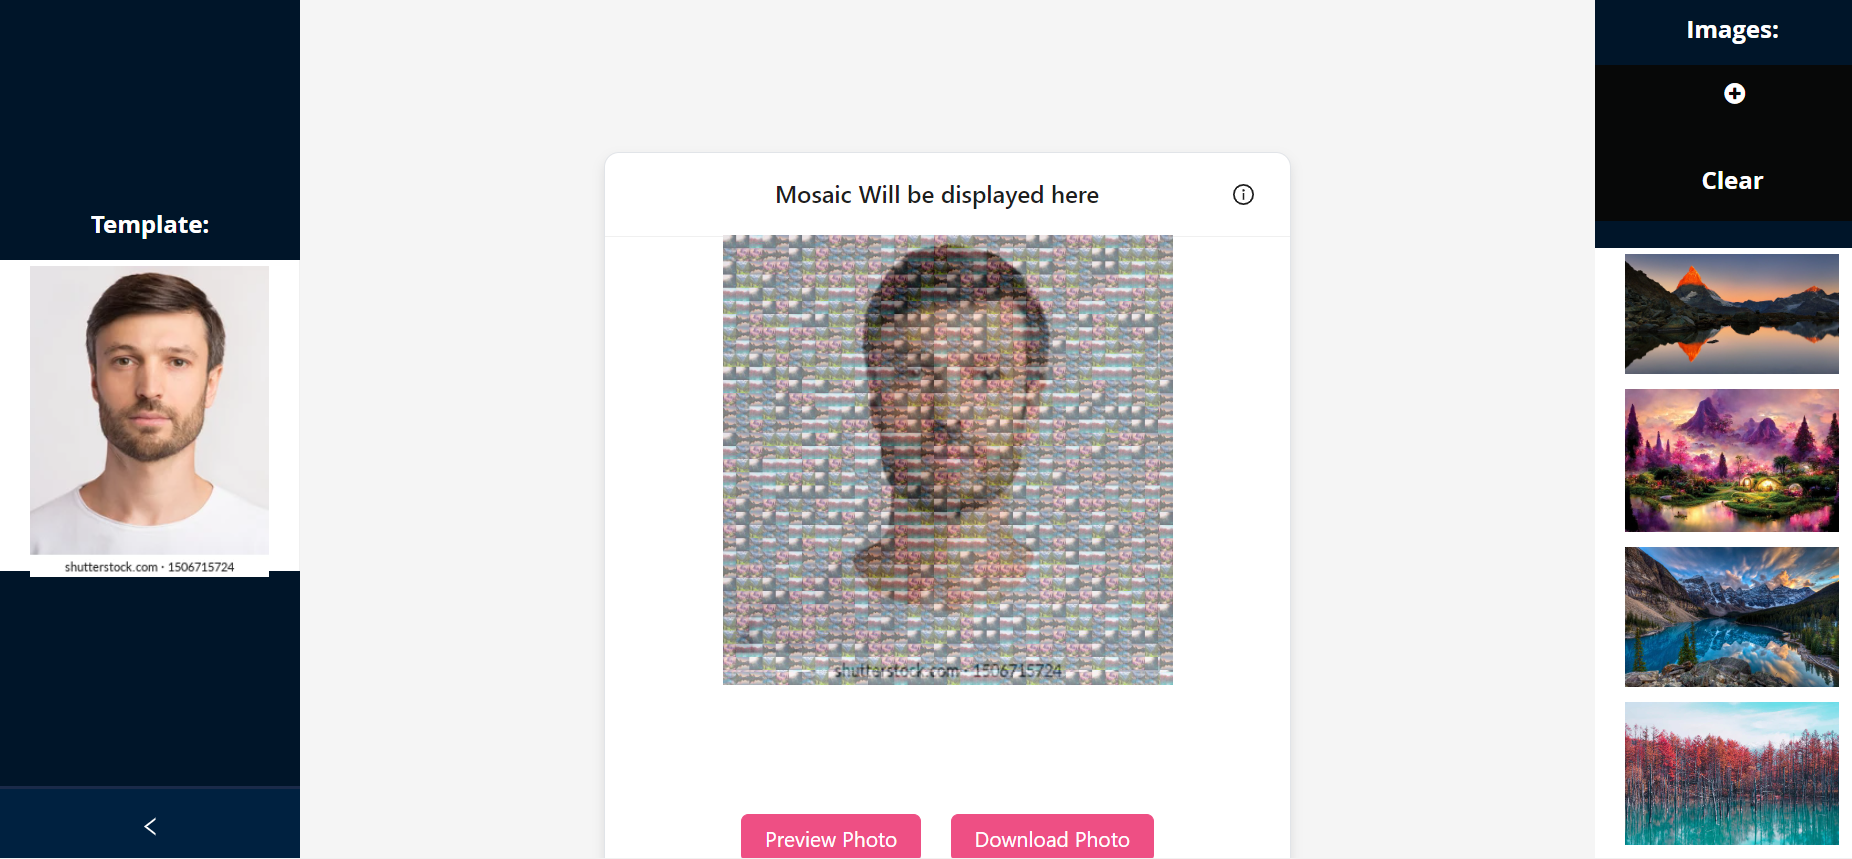 Template:
shutterstock.com · 1506715724
Mosaic Will be displayed here
shutterstock.com · 1506715724
Preview Photo
Download Photo
Images:
Clear